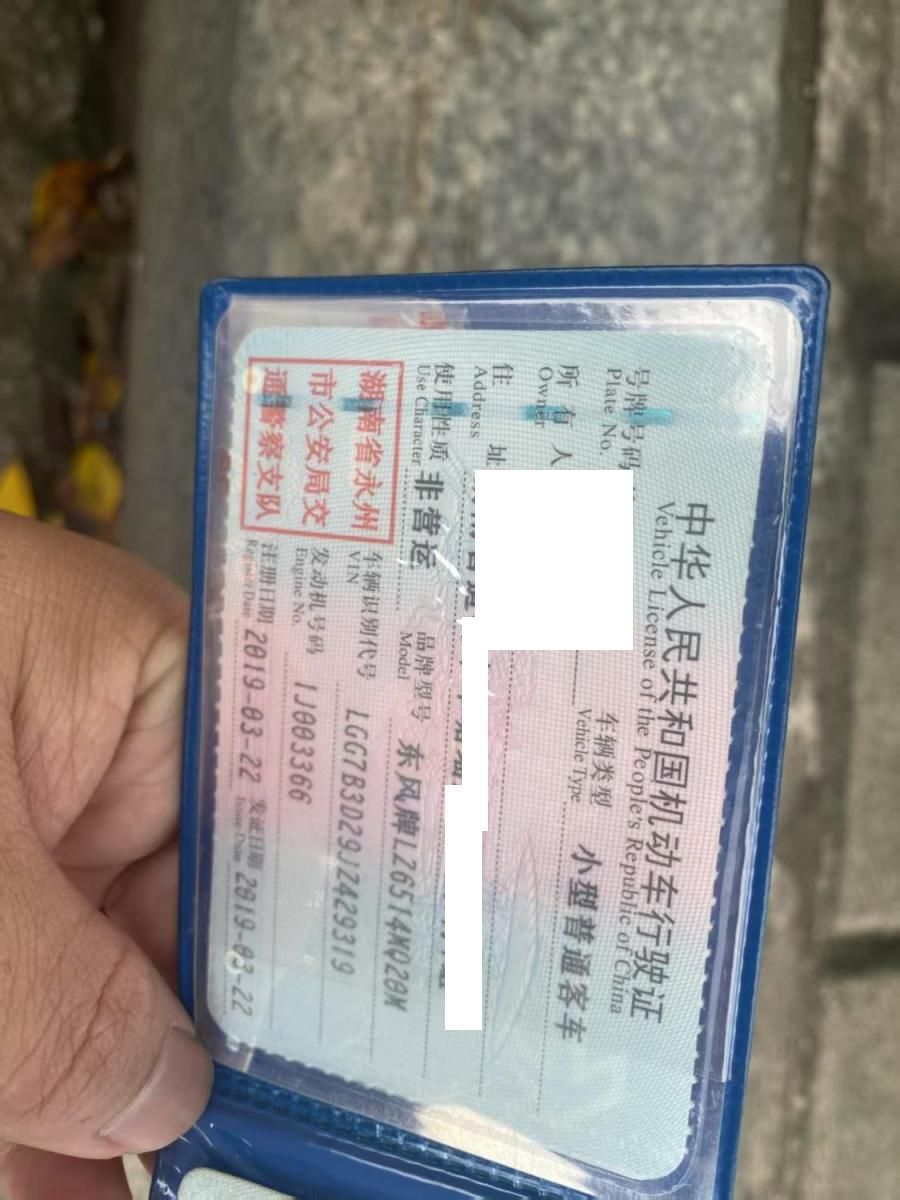 中华人民共和国机动车行驶证
Vehicle License of the People's Republic of China
号牌号码
Plate No.
车辆类型 小型普通客车
Vehicle Type
所有人
Owner
住址
Address
使用性质 非营运
Use Character
品牌型号 东风牌LZ6514MQ20M
Model
湖南省永州
市公安局交
通警察支队
车辆识别代号 LGG7B3D29J2429319
VIN
发动机号码 1J003366
Engine No.
注册日期 2019-03-22
Register Date
发证日期 2019-03-22
Issue Date